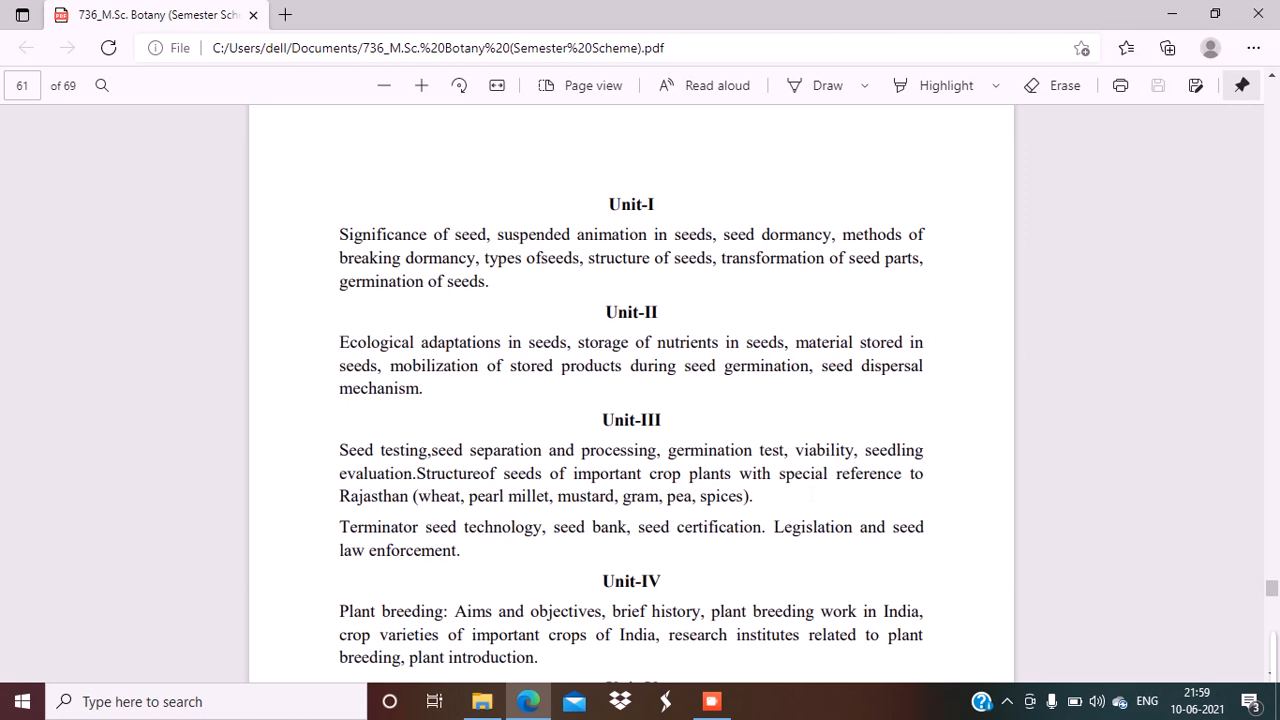 736_M.Sc. Botany (Semester Sch
File C:/Users/dell/Documents/736_M.Sc.%20Botany%20(Semester%20Scheme).pdf
61 of 69 Page view Read aloud Draw Highlight Erase
Unit-I
Significance of seed, suspended animation in seeds, seed dormancy, methods of
breaking dormancy, types ofseeds, structure of seeds, transformation of seed parts,
germination of seeds.
Unit-II
Ecological adaptations in seeds, storage of nutrients in seeds, material stored in
seeds, mobilization of stored products during seed germination, seed dispersal
mechanism.
Unit-III
Seed testing,seed separation and processing, germination test, viability, seedling
evaluation.Structureof seeds of important crop plants with special reference to
Rajasthan (wheat, pearl millet, mustard, gram, pea, spices).
Terminator seed technology, seed bank, seed certification. Legislation and seed
law enforcement.
Unit-IV
Plant breeding: Aims and objectives, brief history, plant breeding work in India,
crop varieties of important crops of India, research institutes related to plant
breeding, plant introduction.
Type here to search
ENG
21:59
10-06-2021
3